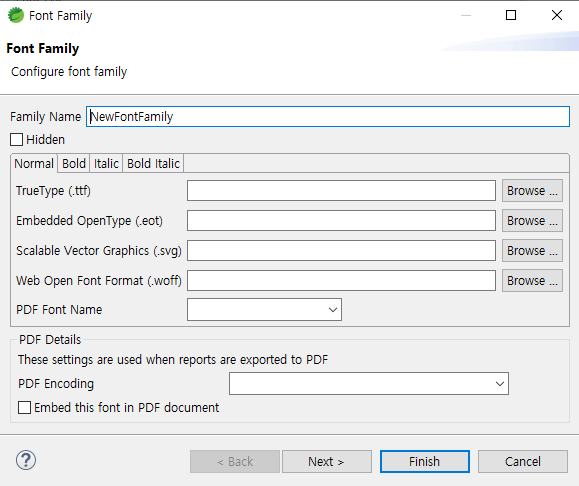 Font Family
Font Family
Configure font family
Family Name NewFontFamily
Hidden
Normal Bold Italic Bold Italic
TrueType (.ttf) Browse ...
Embedded OpenType (.eot) Browse ...
Scalable Vector Graphics (.svg) Browse ...
Web Open Font Format (.woff) Browse ...
PDF Font Name
PDF Details
These settings are used when reports are exported to PDF
PDF Encoding
Embed this font in PDF document
? < Back Next > Finish Cancel